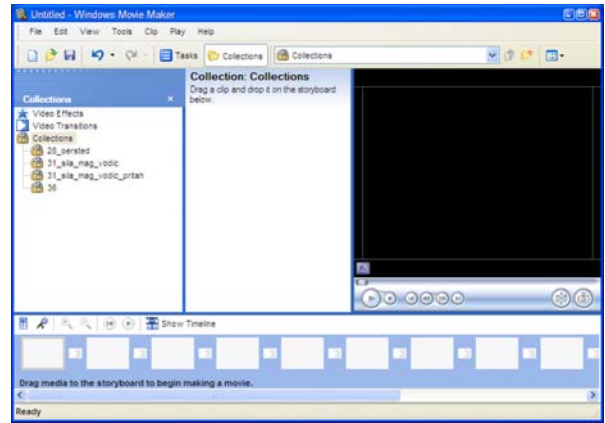 Untitled - Windows Movie Maker
File Edit View Tools Clip Play Help
Tasks Collections Collections
Collections ×
Video Effects
Video Transitions
Collections
28_oersted
31_sila_mag_vodic
31_sila_mag_vodic_prtah
36
Collection: Collections
Drag a clip and drop it on the storyboard
below.
Show Timeline
Drag media to the storyboard to begin making a movie.
Ready